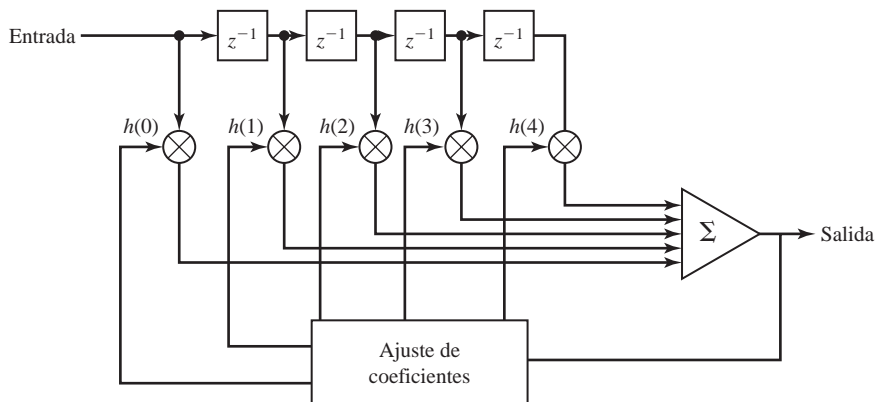 Entrada
z⁻¹
z⁻¹
z⁻¹
z⁻¹
h(0)
h(1)
h(2)
h(3)
h(4)
Σ
Salida
Ajuste de
coeficientes